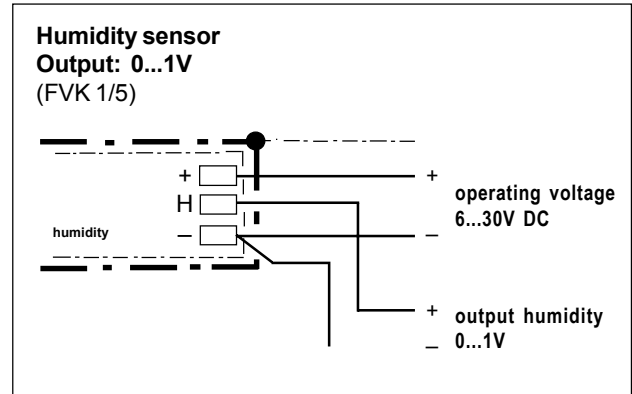 Humidity sensor
Output: 0...1V
(FVK 1/5)
+ +
operating voltage
H
6...30V DC
humidity
– –
+
output humidity
0...1V
–